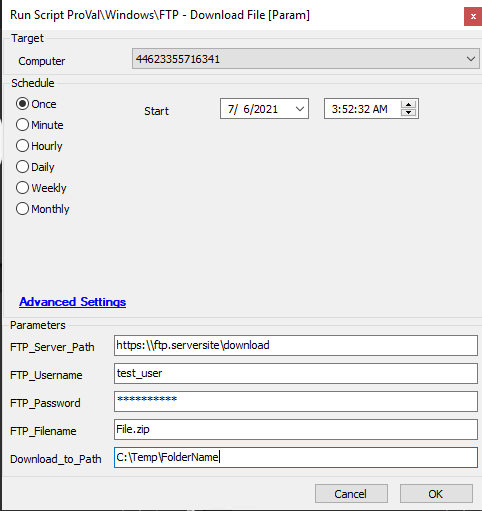 Run Script ProVal\Windows\FTP - Download File [Param]
x
Target
Computer 44623355716341
Schedule
Once
Start 7/ 6/2021 3:52:32 AM
Minute
Hourly
Daily
Weekly
Monthly
Advanced Settings
Parameters
FTP_Server_Path https:\\ftp.serversite\download
FTP_Username test_user
FTP_Password **********
FTP_Filename File.zip
Download_to_Path C:\Temp\FolderName
Cancel OK